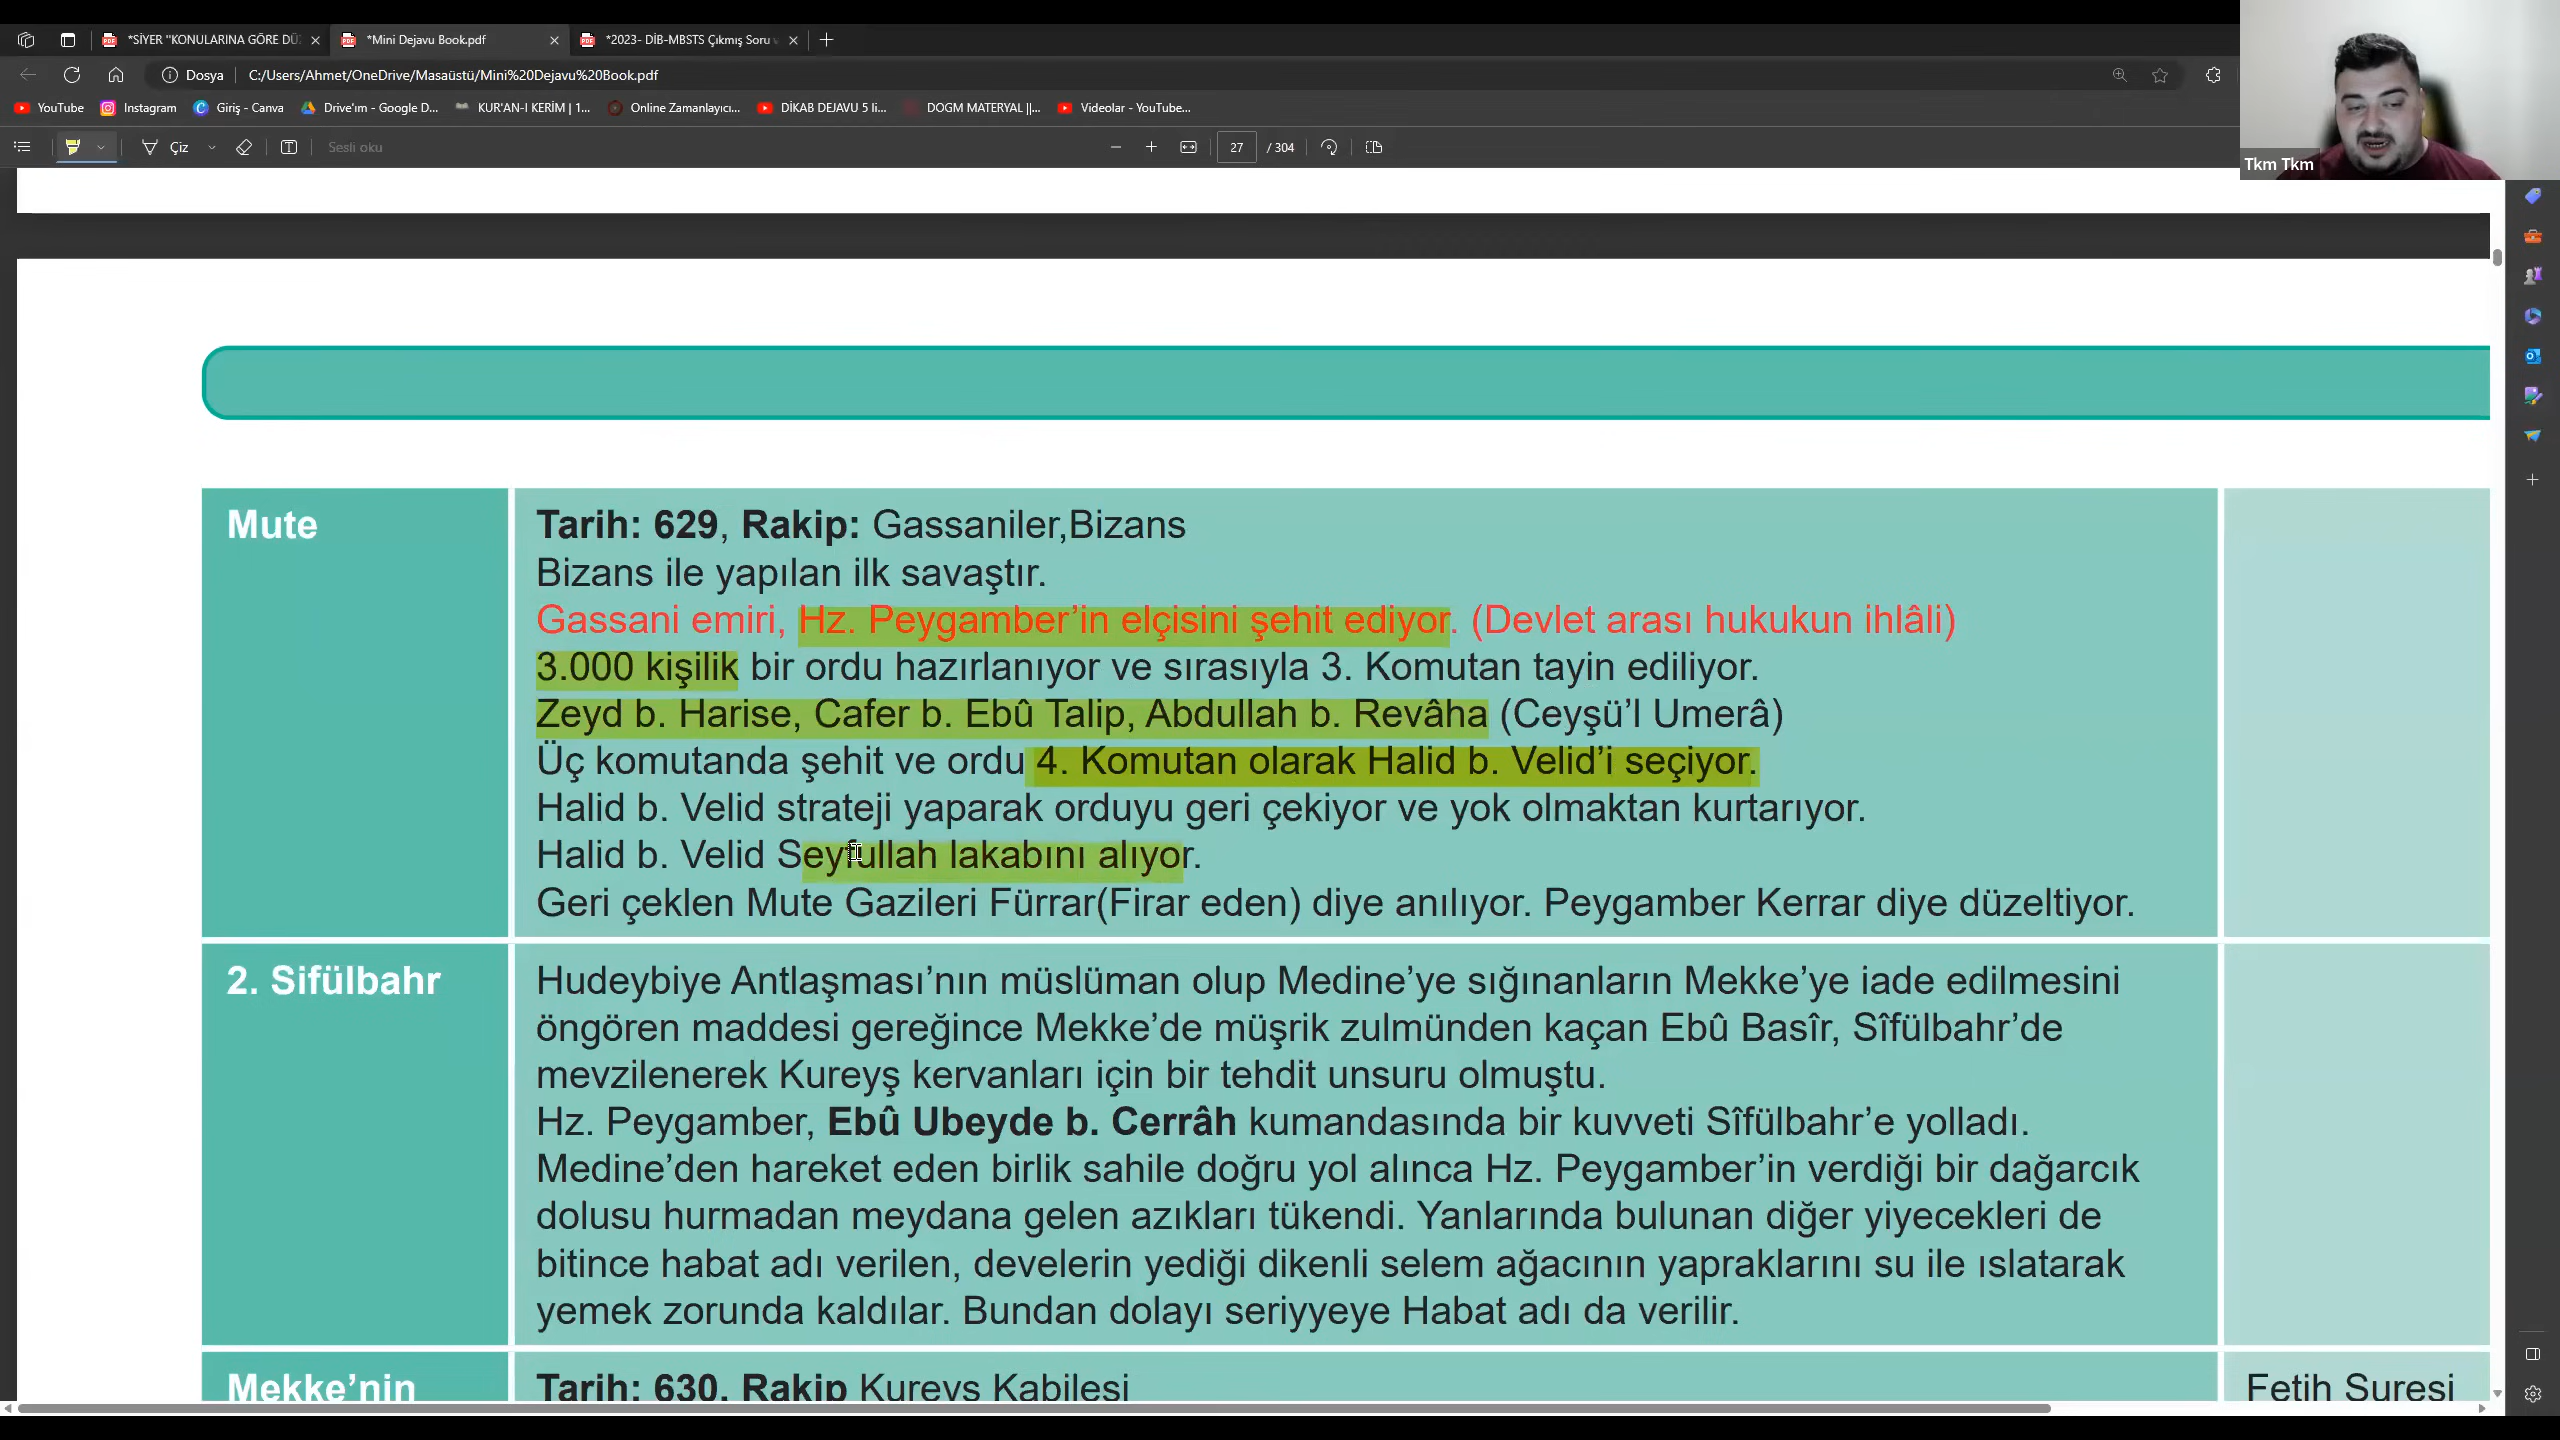 *SİYER "KONULARINA GÖRE DÜ
*Mini Dejavu Book.pdf
*2023- DİB-MBSTS Çıkmış Soru
Dosya
C:/Users/Ahmet/OneDrive/Masaüstü/Mini%20Dejavu%20Book.pdf
YouTube
Instagram
Giriş - Canva
Drive'ım - Google D...
KUR'AN-I KERİM | 1...
Online Zamanlayıcı...
DİKAB DEJAVU 5 li...
DOGM MATERYAL ||...
Videolar - YouTube...
Çiz
Sesli oku
27
/ 304
Tkm Tkm
Mute
Tarih: 629, Rakip: Gassaniler,Bizans
Bizans ile yapılan ilk savaştır.
Gassani emiri, Hz. Peygamber'in elçisini şehit ediyor. (Devlet arası hukukun ihlâli)
3.000 kişilik bir ordu hazırlanıyor ve sırasıyla 3. Komutan tayin ediliyor.
Zeyd b. Harise, Cafer b. Ebû Talip, Abdullah b. Revâha (Ceyşü'l Umerâ)
Üç komutanda şehit ve ordu 4. Komutan olarak Halid b. Velid'i seçiyor.
Halid b. Velid strateji yaparak orduyu geri çekiyor ve yok olmaktan kurtarıyor.
Halid b. Velid Seyfullah lakabını alıyor.
Geri çeklen Mute Gazileri Fürrar(Firar eden) diye anılıyor. Peygamber Kerrar diye düzeltiyor.
2. Sifülbahr
Hudeybiye Antlaşması'nın müslüman olup Medine'ye sığınanların Mekke'ye iade edilmesini
öngören maddesi gereğince Mekke'de müşrik zulmünden kaçan Ebû Basîr, Sîfülbahr'de
mevzilenerek Kureyş kervanları için bir tehdit unsuru olmuştu.
Hz. Peygamber, Ebû Ubeyde b. Cerrâh kumandasında bir kuvveti Sîfülbahr'e yolladı.
Medine'den hareket eden birlik sahile doğru yol alınca Hz. Peygamber'in verdiği bir dağarcık
dolusu hurmadan meydana gelen azıkları tükendi. Yanlarında bulunan diğer yiyecekleri de
bitince habat adı verilen, develerin yediği dikenli selem ağacının yapraklarını su ile ıslatarak
yemek zorunda kaldılar. Bundan dolayı seriyyeye Habat adı da verilir.
Mekke'nin
Tarih: 630, Rakip Kureyş Kabilesi
Fetih Suresi